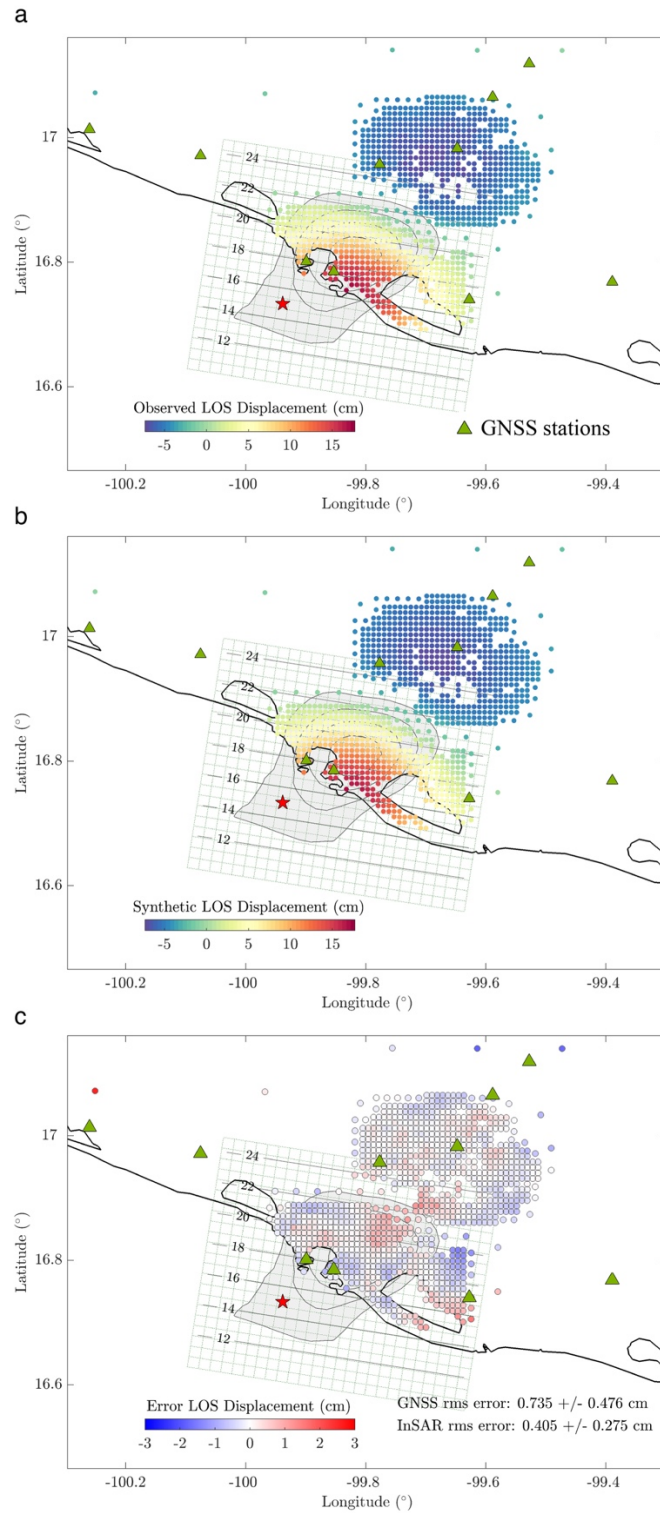 a
17
16.8
16.6
Latitude (°)
24
22
20
18
16
14
12
Observed LOS Displacement (cm)
-5 0 5 10 15
GNSS stations
-100.2 -100 -99.8 -99.6 -99.4
Longitude (°)
b
17
16.8
16.6
Latitude (°)
24
22
20
18
16
14
12
Synthetic LOS Displacement (cm)
-5 0 5 10 15
-100.2 -100 -99.8 -99.6 -99.4
Longitude (°)
c
17
16.8
16.6
Latitude (°)
24
22
20
18
16
14
12
Error LOS Displacement (cm)
-3 -2 -1 0 1 2 3
GNSS rms error: 0.735 +/- 0.476 cm
InSAR rms error: 0.405 +/- 0.275 cm
-100.2 -100 -99.8 -99.6 -99.4
Longitude (°)